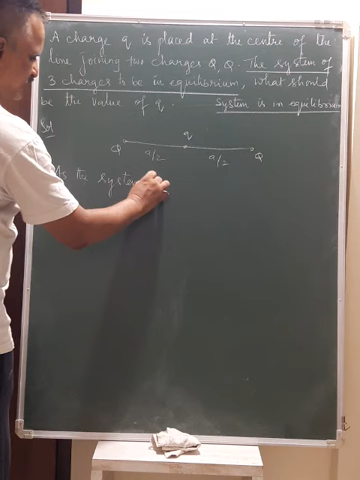 A charge q is placed at the centre of the
line joining two charges Q, Q. The system of
3 charges to be in equilibrium, what should
be the value of q. System is in equilibrium
Sol
q
Q a/2 a/2 Q
As the system